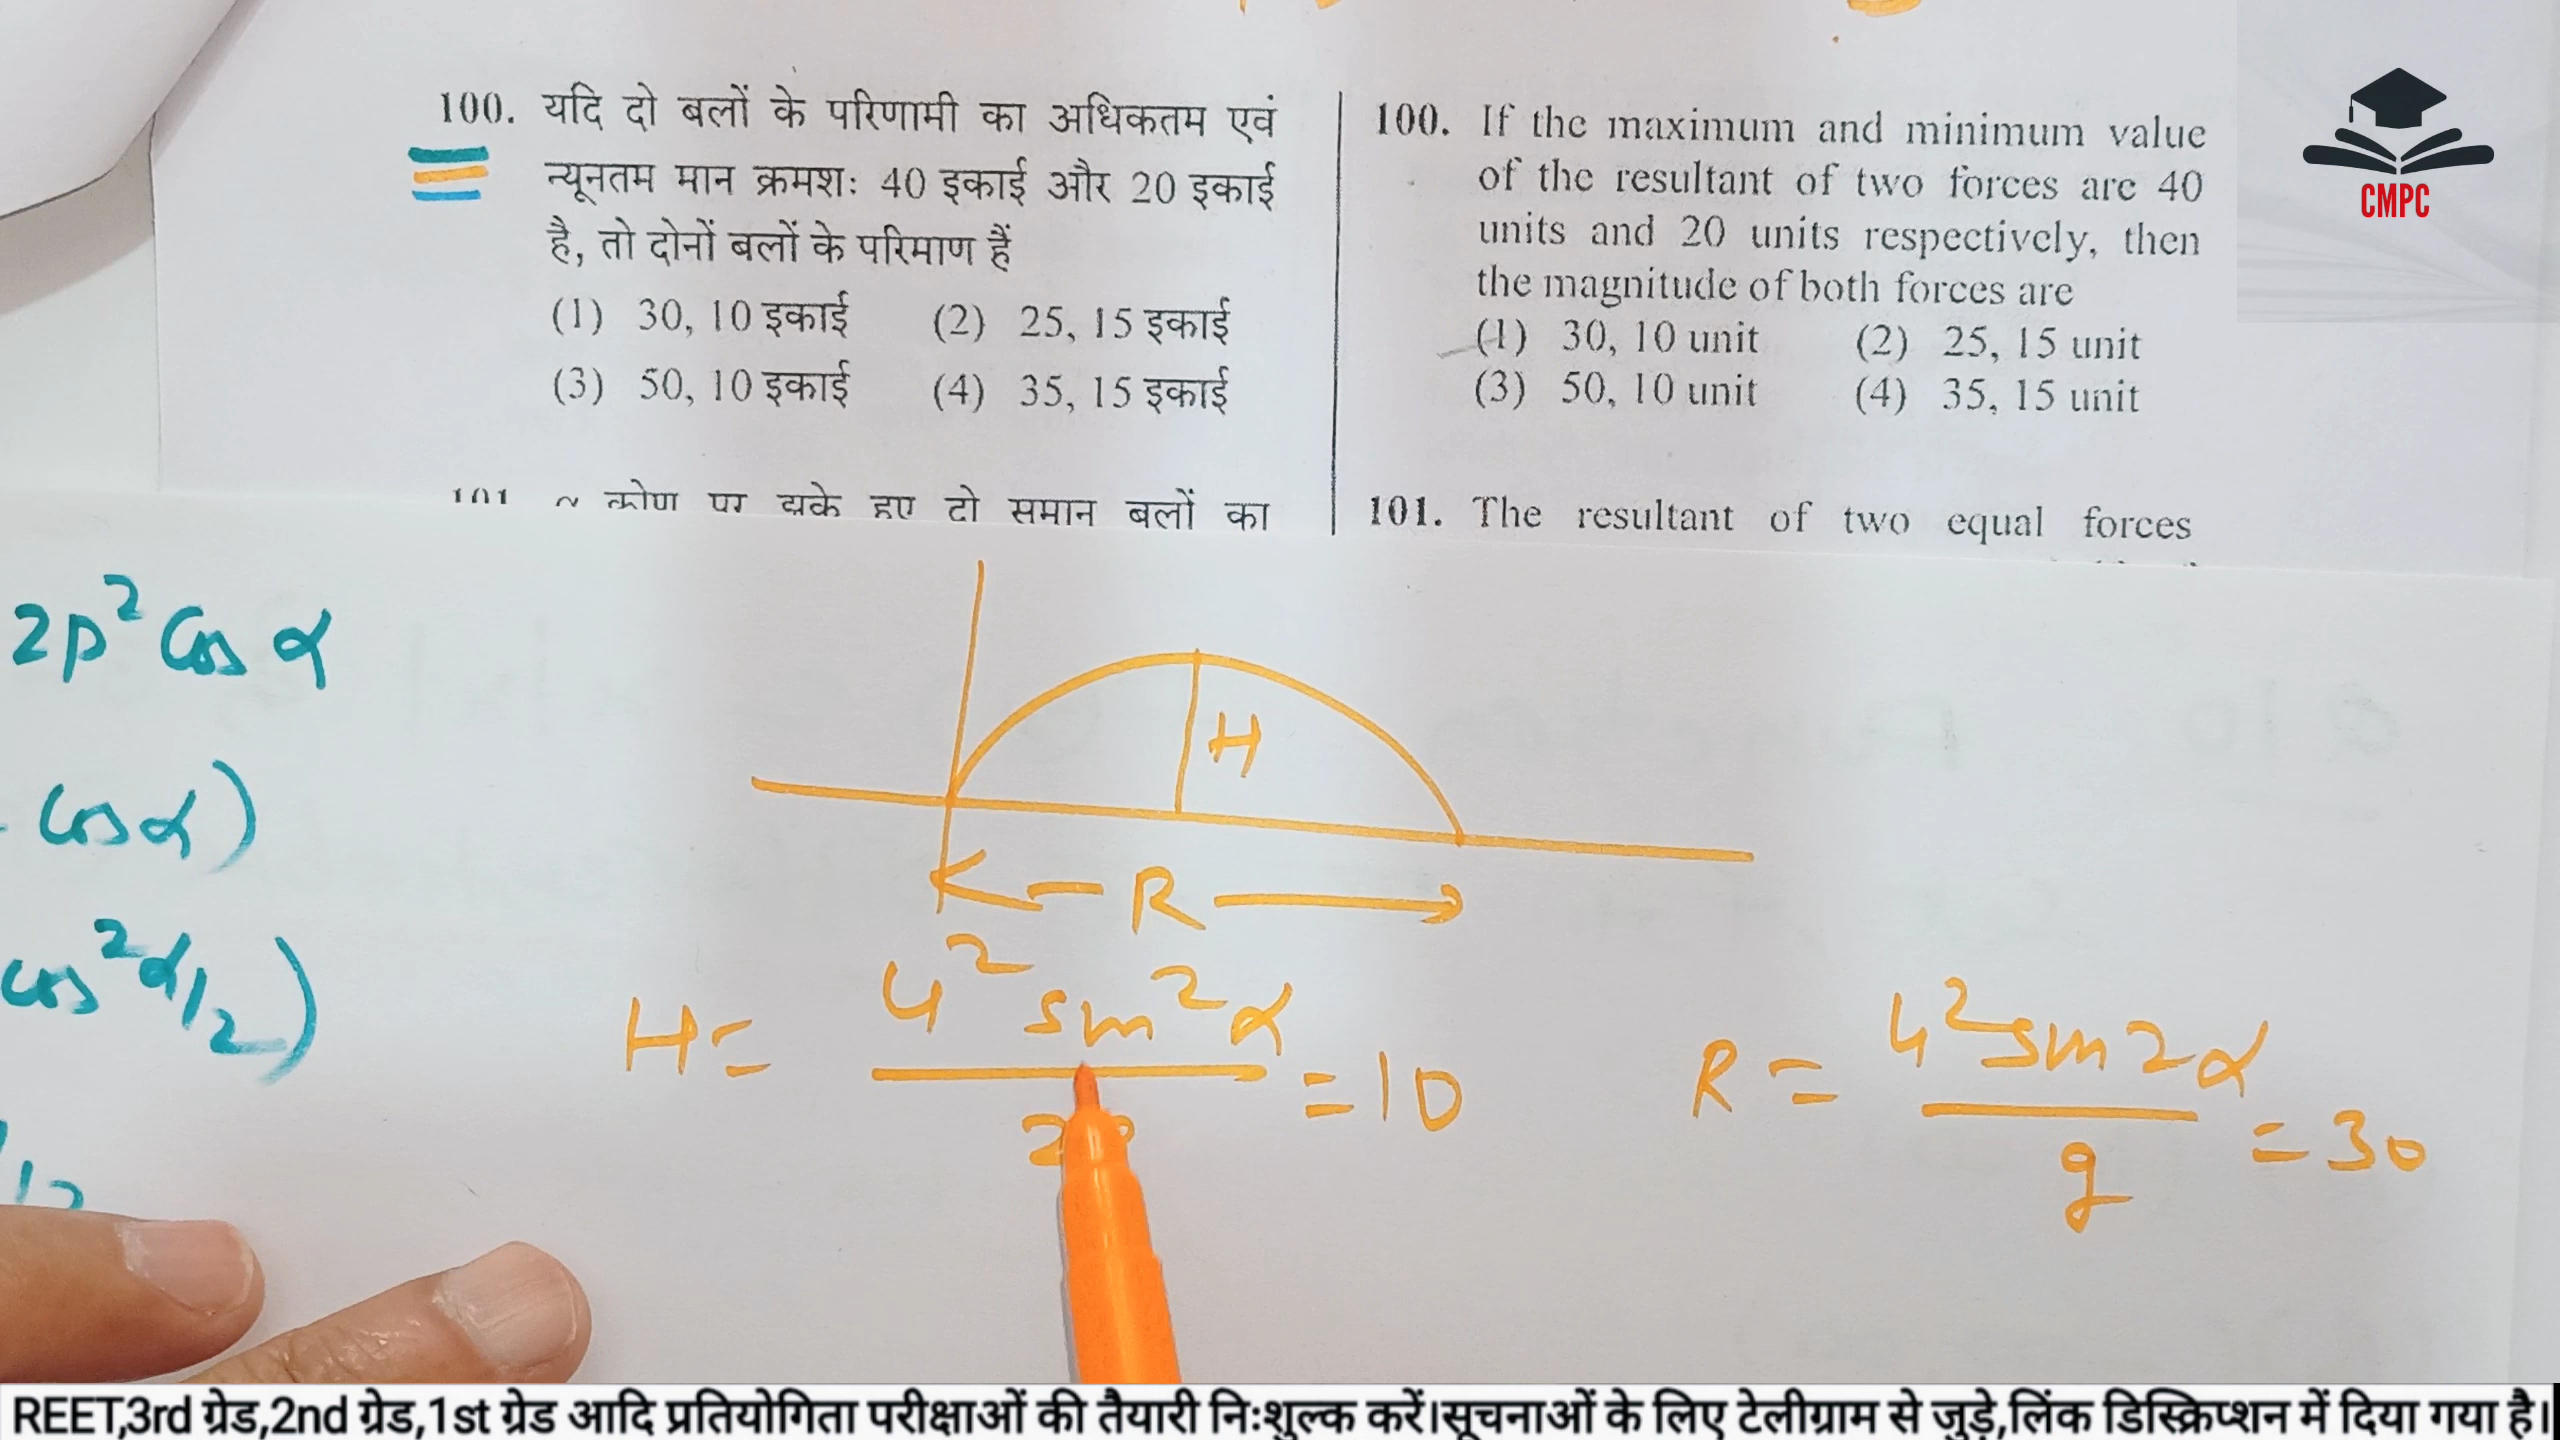 100. यदि दो बलों के परिणामी का अधिकतम एवं
न्यूनतम मान क्रमशः 40 इकाई और 20 इकाई
है, तो दोनों बलों के परिमाण हैं
(1) 30, 10 इकाई (2) 25, 15 इकाई
(3) 50, 10 इकाई (4) 35, 15 इकाई
101. α कोण पर झुके हुए दो समान बलों का
100. If the maximum and minimum value
of the resultant of two forces are 40
units and 20 units respectively, then
the magnitude of both forces are
(1) 30, 10 unit (2) 25, 15 unit
(3) 50, 10 unit (4) 35, 15 unit
101. The resultant of two equal forces
CMPC
2p² cos α
cos α)
cos² α/2)
H
R
H = u² sin² α / 2g = 10
R = u² sin 2α / g = 30
REET,3rd ग्रेड,2nd ग्रेड,1st ग्रेड आदि प्रतियोगिता परीक्षाओं की तैयारी निःशुल्क करें।सूचनाओं के लिए टेलीग्राम से जुड़े,लिंक डिस्क्रिप्शन में दिया गया है।